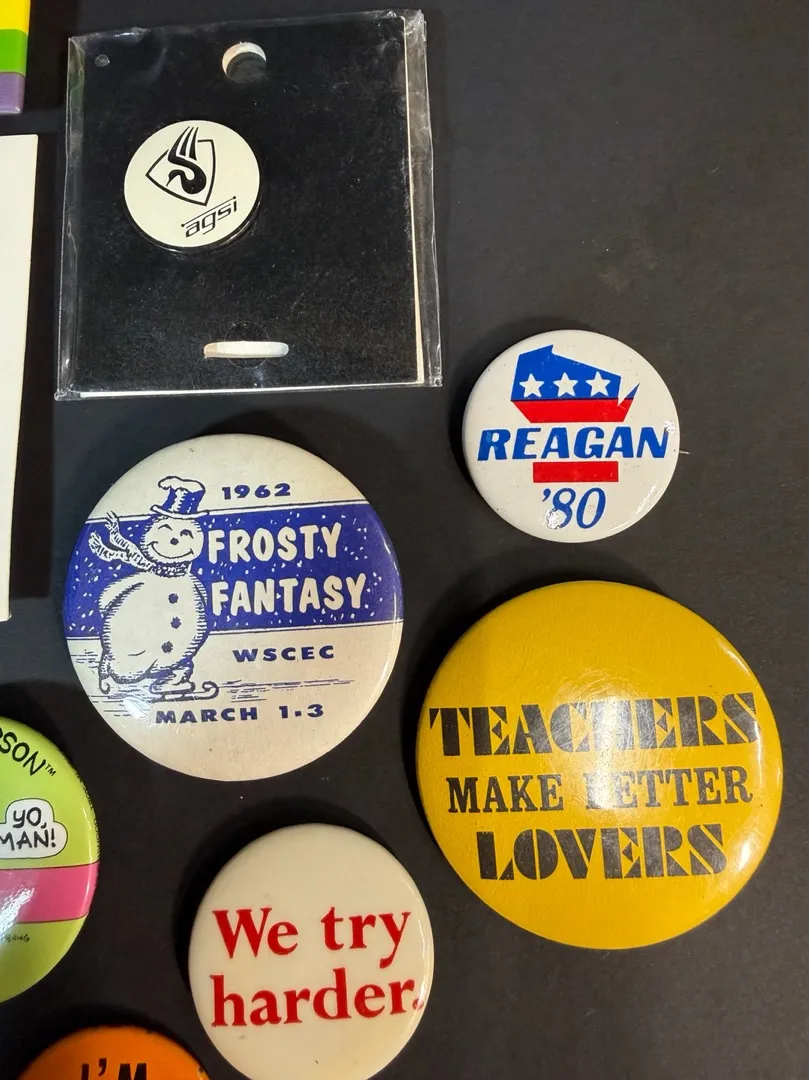 agsi
REAGAN
'80
1962
FROSTY
FANTASY
WSCEC
MARCH 1-3
TEACHERS
MAKE BETTER
LOVERS
SON™
YO,
MAN!
We try
harder.
I'M